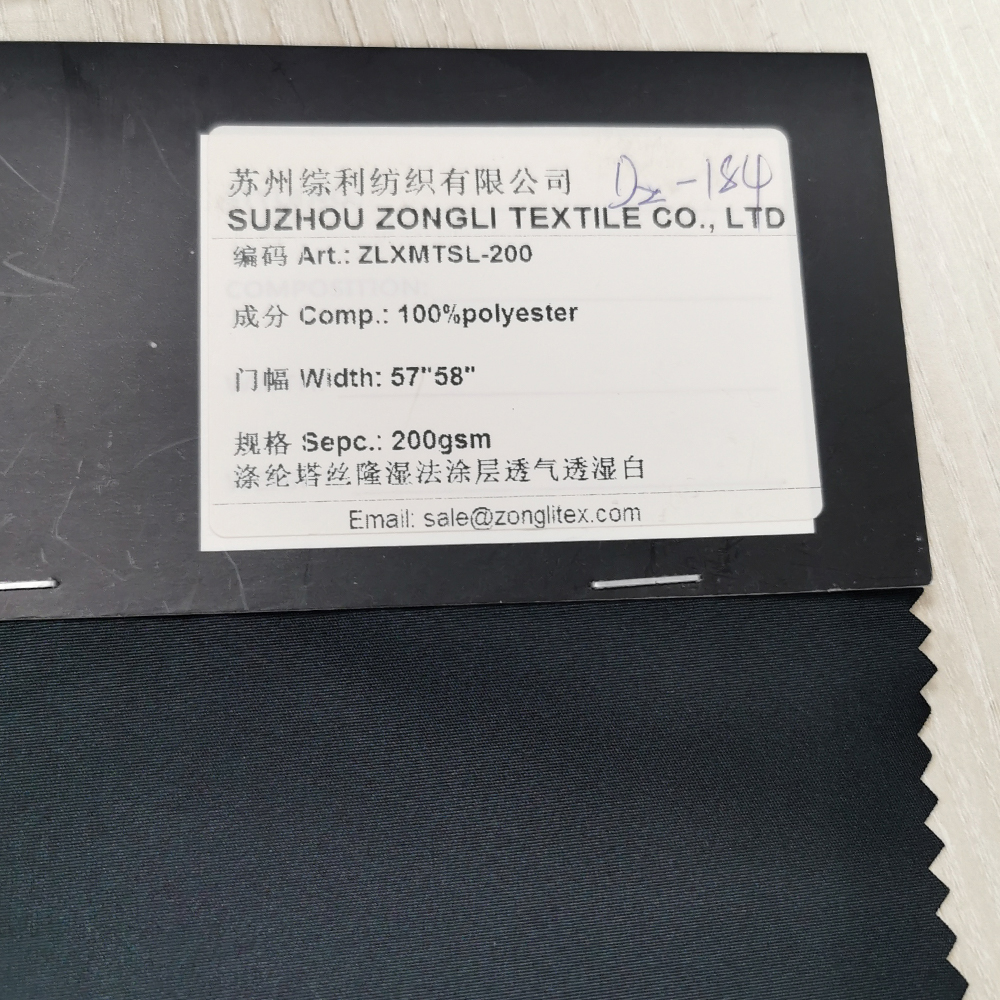 苏州综利纺织有限公司
SUZHOU ZONGLI TEXTILE CO., LTD
编码 Art.: ZLXMTSL-200
成分 Comp.: 100%polyester
门幅 Width: 57"58"
规格 Sepc.: 200gsm
涤纶塔丝隆湿法涂层透气透湿白
Email: sale@zonglitex.com